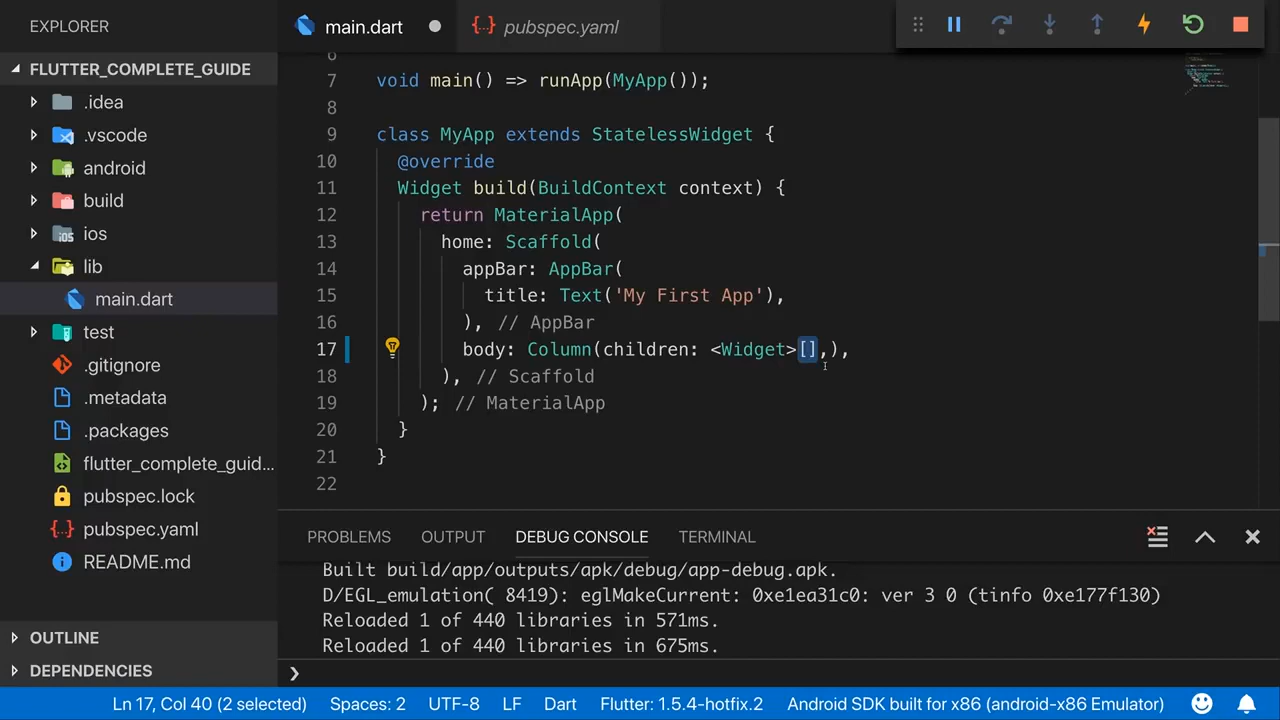 EXPLORER
FLUTTER_COMPLETE_GUIDE
.idea
.vscode
android
build
ios
lib
main.dart
test
.gitignore
.metadata
.packages
flutter_complete_guid...
pubspec.lock
pubspec.yaml
README.md
OUTLINE
DEPENDENCIES
main.dart
pubspec.yaml
6
7 void main() => runApp(MyApp());
8
9 class MyApp extends StatelessWidget {
10 @override
11 Widget build(BuildContext context) {
12 return MaterialApp(
13 home: Scaffold(
14 appBar: AppBar(
15 title: Text('My First App'),
16 ), // AppBar
17 body: Column(children: <Widget>[],),
18 ), // Scaffold
19 ); // MaterialApp
20 }
21 }
22
PROBLEMS OUTPUT DEBUG CONSOLE TERMINAL
Built build/app/outputs/apk/debug/app-debug.apk.
D/EGL_emulation( 8419): eglMakeCurrent: 0xe1ea31c0: ver 3 0 (tinfo 0xe177f130)
Reloaded 1 of 440 libraries in 571ms.
Reloaded 1 of 440 libraries in 675ms.
Ln 17, Col 40 (2 selected) Spaces: 2 UTF-8 LF Dart Flutter: 1.5.4-hotfix.2 Android SDK built for x86 (android-x86 Emulator)